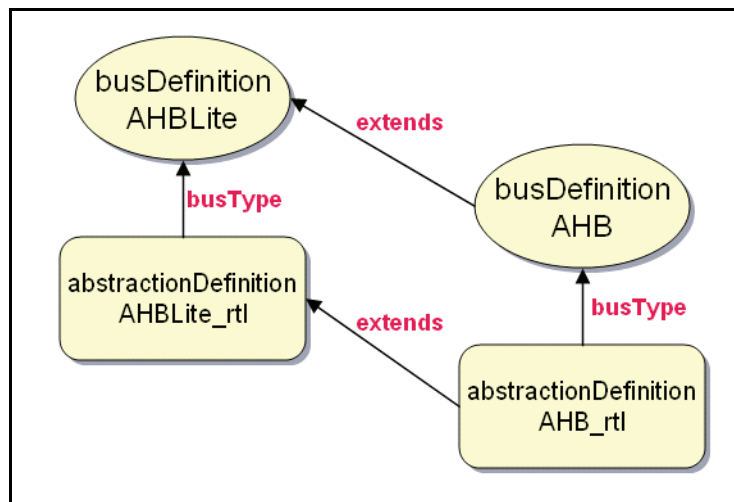 busDefinition
AHBLite
extends
busDefinition
AHB
busType
abstractionDefinition
AHBLite_rtl
extends
busType
abstractionDefinition
AHB_rtl